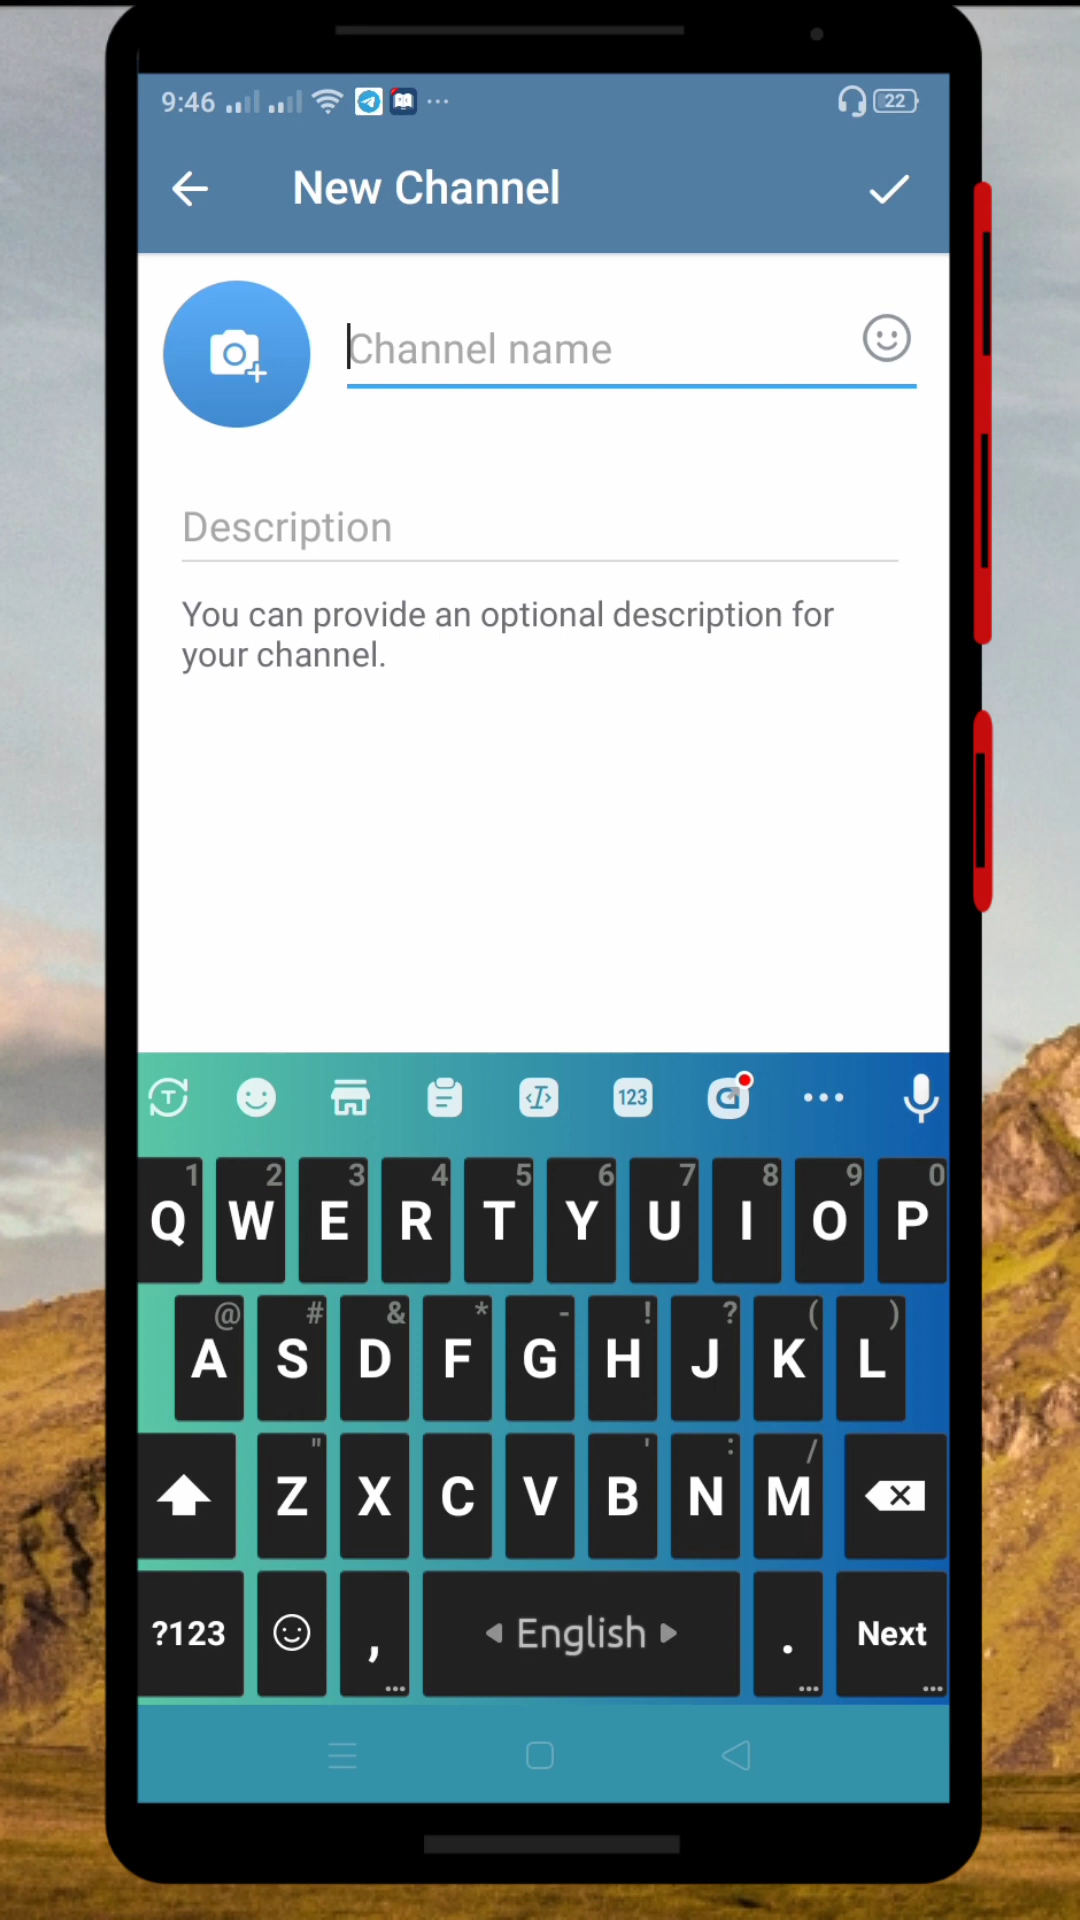 9:46
22
New Channel
Channel name
Description
You can provide an optional description for
your channel.
T I 123
1 2 3 4 5 6 7 8 9 0
Q W E R T Y U I O P
@ # & * - ! ? ( )
A S D F G H J K L
" ' : /
Z X C V B N M
?123 , English . Next